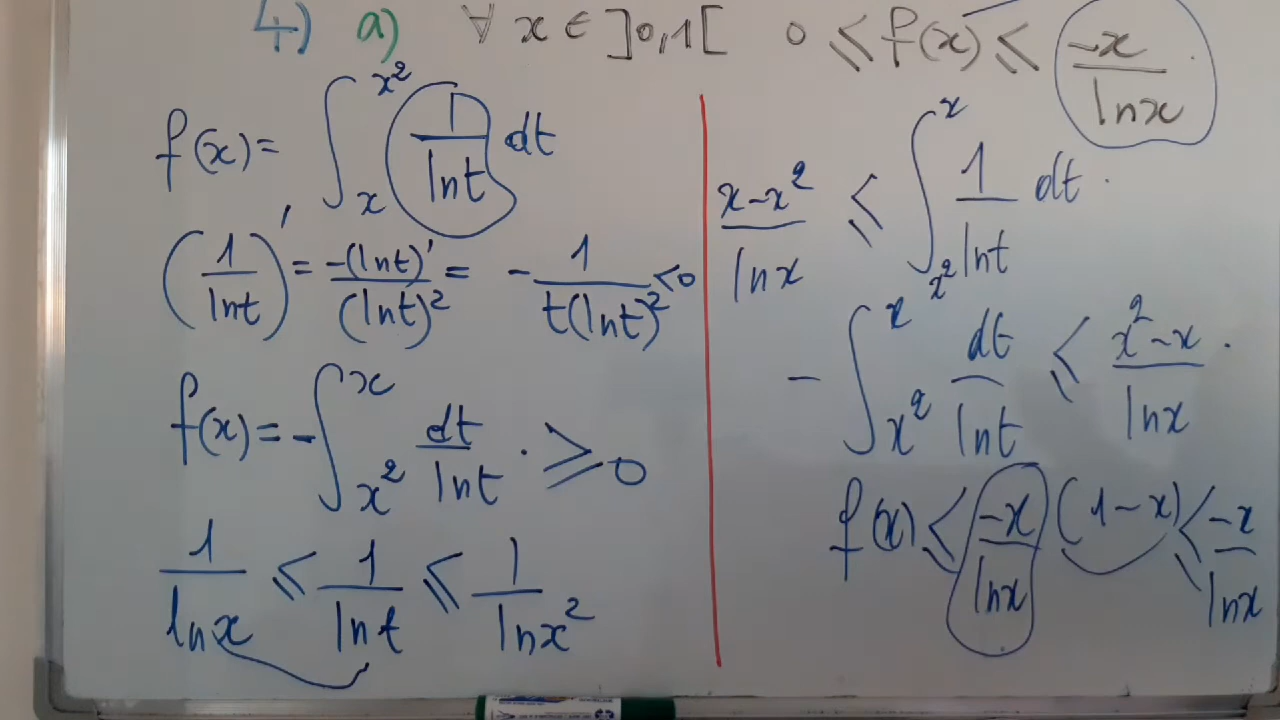 4) a) ∀ x ∈ ]0,1[ 0 ≤ f(x) ≤ -x/lnx
f(x) = ∫_x^{x²} 1/lnt dt
(1/lnt)' = -(lnt)'/(lnt)² = - 1/(t(lnt)²) < 0
f(x) = - ∫_{x²}^x dt/lnt . ≥ 0
1/lnx ≤ 1/lnt ≤ 1/lnx²
(x-x²)/lnx ≤ ∫_{x²}^x 1/lnt dt .
- ∫_{x²}^x dt/lnt ≤ (x²-x)/lnx .
f(x) ≤ -x/lnx (1-x) ≤ -x/lnx